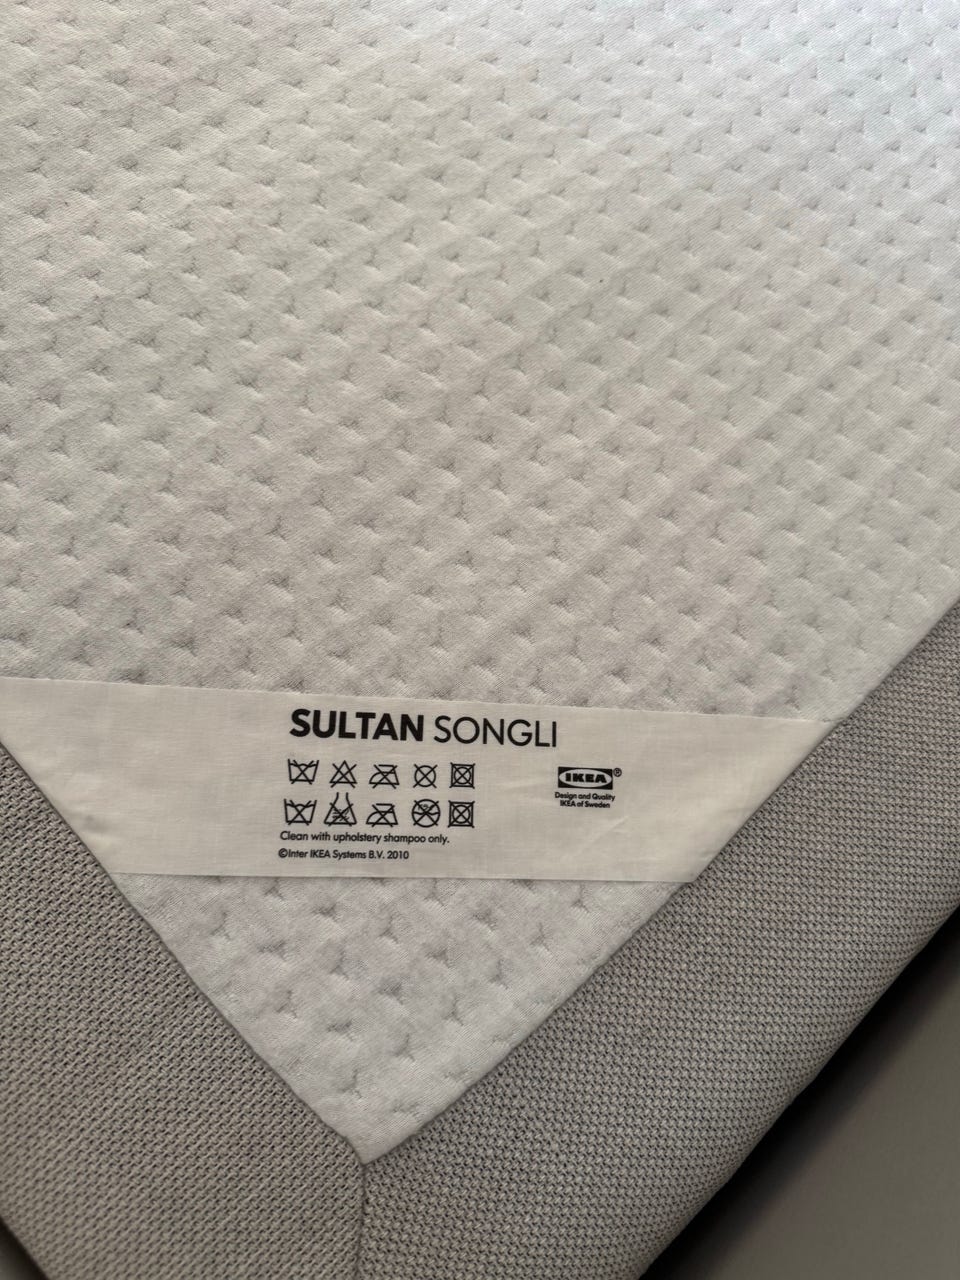 SULTAN SONGLI
IKEA®
Design and Quality
IKEA of Sweden
Clean with upholstery shampoo only.
©Inter IKEA Systems B.V. 2010